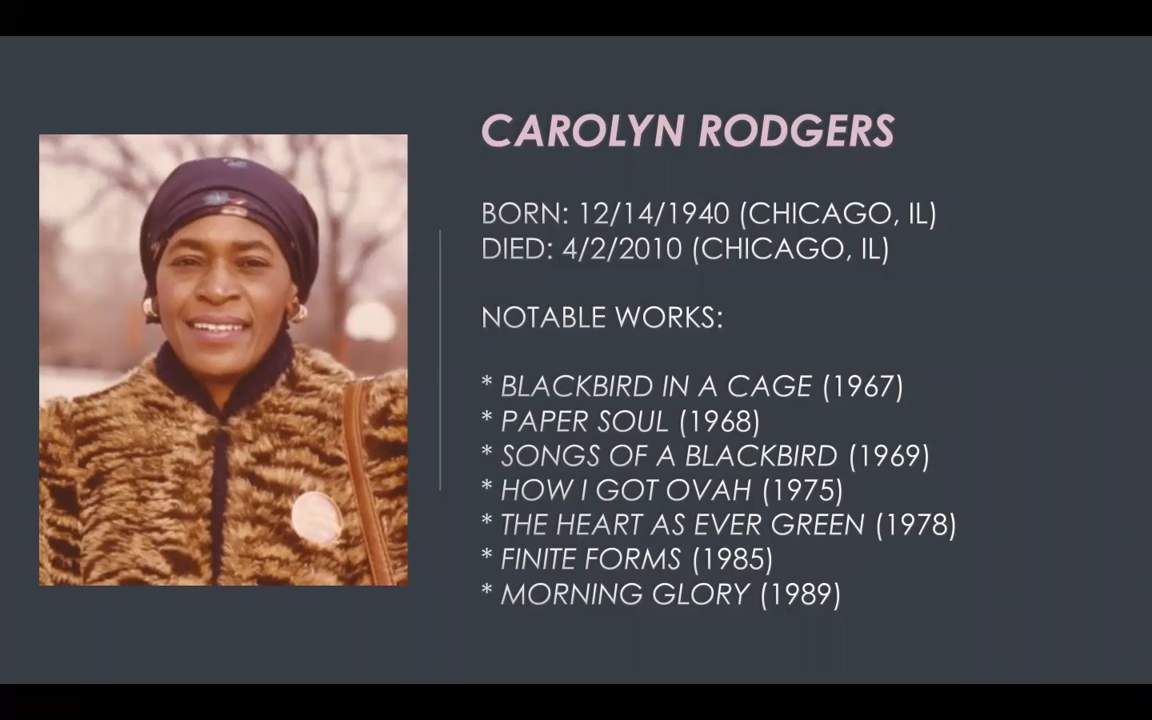 CAROLYN RODGERS
BORN: 12/14/1940 (CHICAGO, IL)
DIED: 4/2/2010 (CHICAGO, IL)
NOTABLE WORKS:
* BLACKBIRD IN A CAGE (1967)
* PAPER SOUL (1968)
* SONGS OF A BLACKBIRD (1969)
* HOW I GOT OVAH (1975)
* THE HEART AS EVER GREEN (1978)
* FINITE FORMS (1985)
* MORNING GLORY (1989)